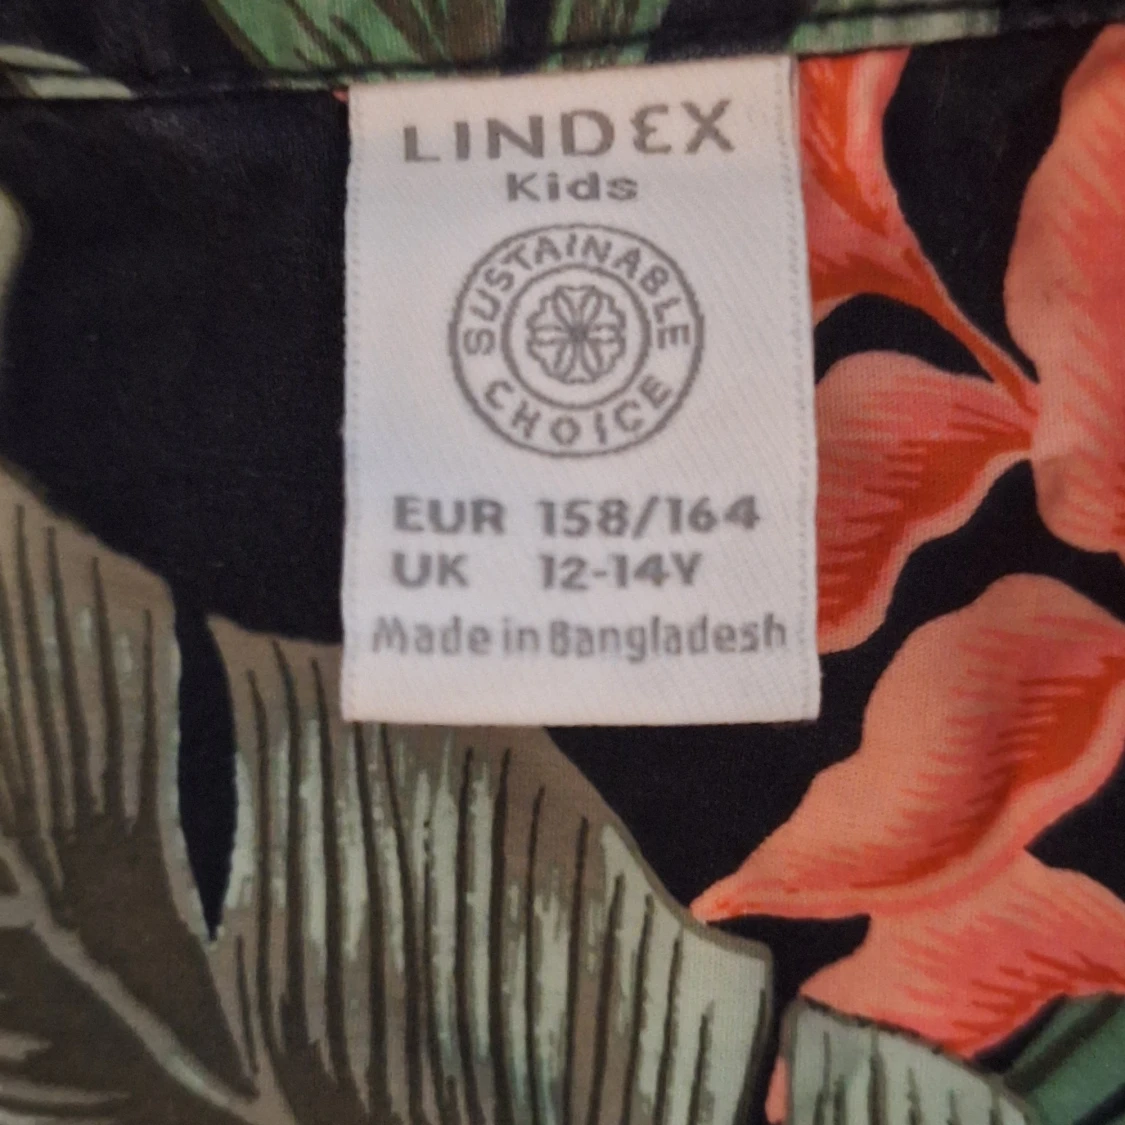 LINDEX
Kids
SUSTAINABLE
CHOICE
EUR 158/164
UK 12-14Y
Made in Bangladesh